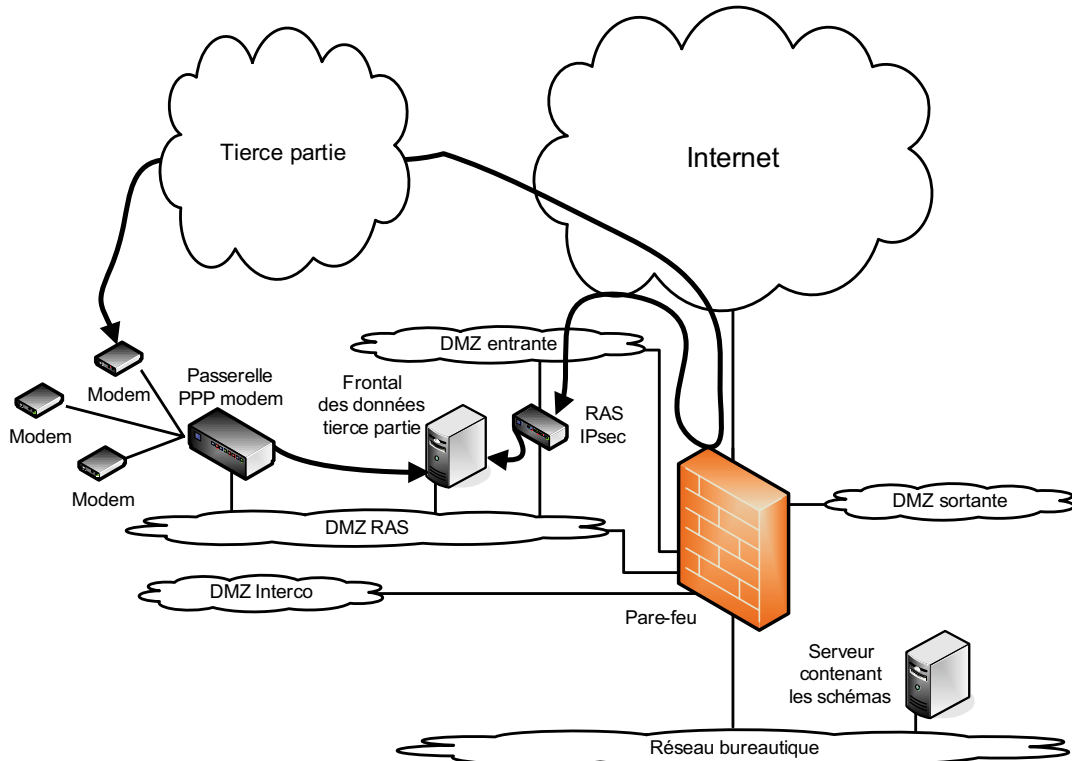 Tierce partie
Internet
DMZ entrante
Modem
Passerelle
PPP modem
Frontal
des données
tierce partie
RAS
IPsec
Modem
Modem
DMZ sortante
DMZ RAS
DMZ Interco
Pare-feu
Serveur
contenant
les schémas
Réseau bureautique